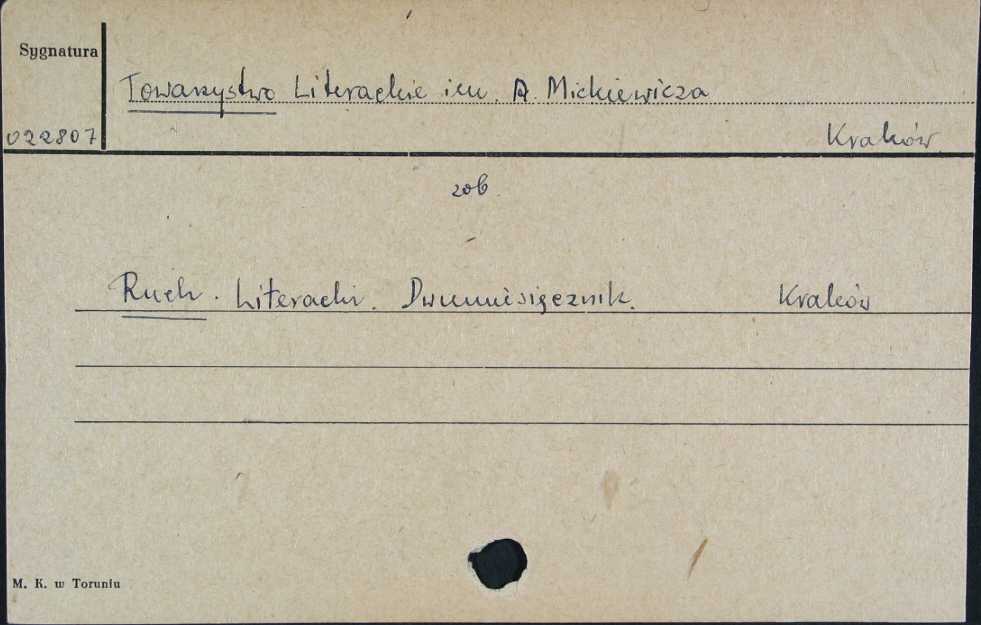 Sygnatura
Towarzystwo Literackie im. A. Mickiewicza
022807
Kraków.
zob.
Ruch. Literacki. Dwumiesięcznik.
Kraków
M. K. w Toruniu